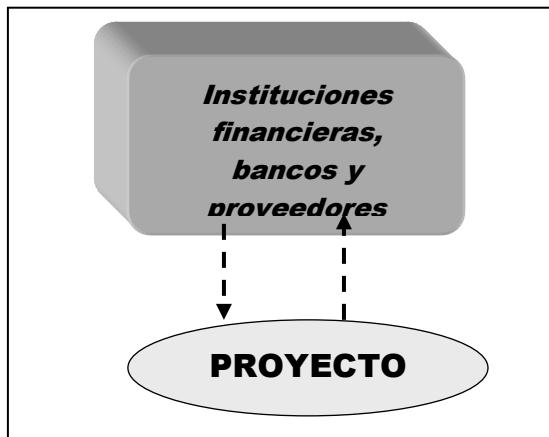 Instituciones
financieras,
bancos y
proveedores
PROYECTO